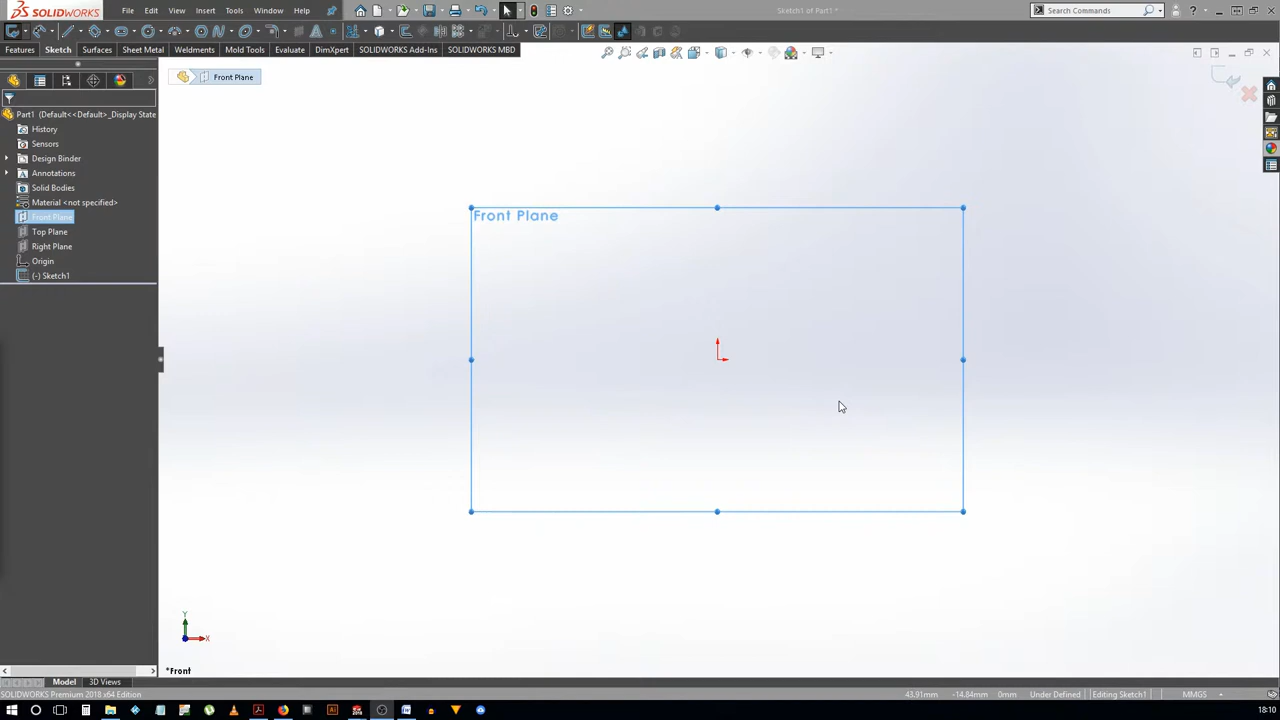 SOLIDWORKS
File
Edit
View
Insert
Tools
Window
Help
Sketch1 of Part1 *
Search Commands
Features
Sketch
Surfaces
Sheet Metal
Weldments
Mold Tools
Evaluate
DimXpert
SOLIDWORKS Add-Ins
SOLIDWORKS MBD
Front Plane
Part1 (Default<<Default>_Display State
History
Sensors
Design Binder
Annotations
Solid Bodies
Material <not specified>
Front Plane
Top Plane
Right Plane
Origin
(-) Sketch1
Front Plane
Y
X
*Front
Model
3D Views
SOLIDWORKS Premium 2018 x64 Edition
43.91mm
-14.84mm
0mm
Under Defined
Editing Sketch1
MMGS
18:10